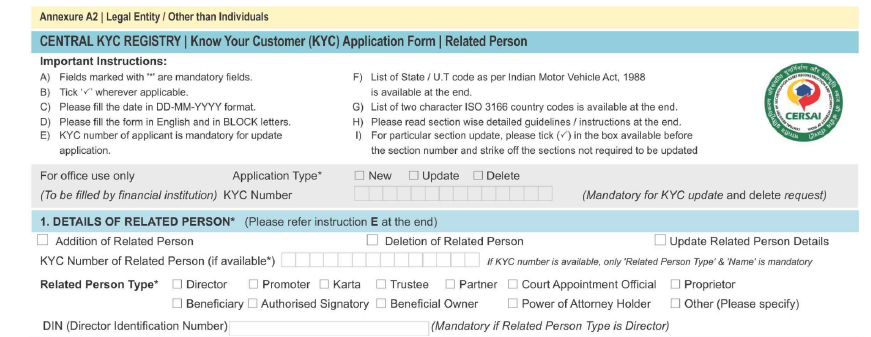 Annexure A2 | Legal Entity / Other than Individuals
CENTRAL KYC REGISTRY | Know Your Customer (KYC) Application Form | Related Person
Important Instructions:
A) Fields marked with "*" are mandatory fields.
B) Tick '✓' wherever applicable.
C) Please fill the date in DD-MM-YYYY format.
D) Please fill the form in English and in BLOCK letters.
E) KYC number of applicant is mandatory for update
application.
F) List of State / U.T code as per Indian Motor Vehicle Act, 1988
is available at the end.
G) List of two character ISO 3166 country codes is available at the end.
H) Please read section wise detailed guidelines / instructions at the end.
I) For particular section update, please tick (✓) in the box available before
the section number and strike off the sections not required to be updated
CERSAI
For office use only Application Type* ☐ New ☐ Update ☐ Delete
(To be filled by financial institution) KYC Number (Mandatory for KYC update and delete request)
1. DETAILS OF RELATED PERSON* (Please refer instruction E at the end)
☐ Addition of Related Person ☐ Deletion of Related Person ☐ Update Related Person Details
KYC Number of Related Person (if available*) If KYC number is available, only 'Related Person Type' & 'Name' is mandatory
Related Person Type* ☐ Director ☐ Promoter ☐ Karta ☐ Trustee ☐ Partner ☐ Court Appointment Official ☐ Proprietor
☐ Beneficiary ☐ Authorised Signatory ☐ Beneficial Owner ☐ Power of Attorney Holder ☐ Other (Please specify)
DIN (Director Identification Number) (Mandatory if Related Person Type is Director)